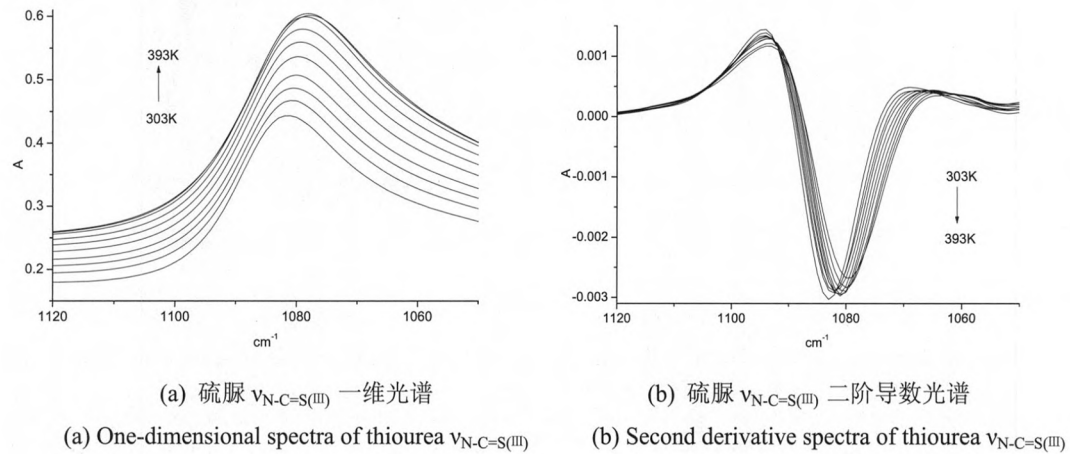 0.6
0.5
0.4
0.3
0.2
A
393K
303K
1120
1100
1080
1060
cm⁻¹
0.001
0.000
-0.001
-0.002
-0.003
A
303K
393K
1120
1100
1080
1060
cm⁻¹
(a) 硫脲 νN-C=S(III) 一维光谱
(a) One-dimensional spectra of thiourea νN-C=S(III)
(b) 硫脲 νN-C=S(III) 二阶导数光谱
(b) Second derivative spectra of thiourea νN-C=S(III)